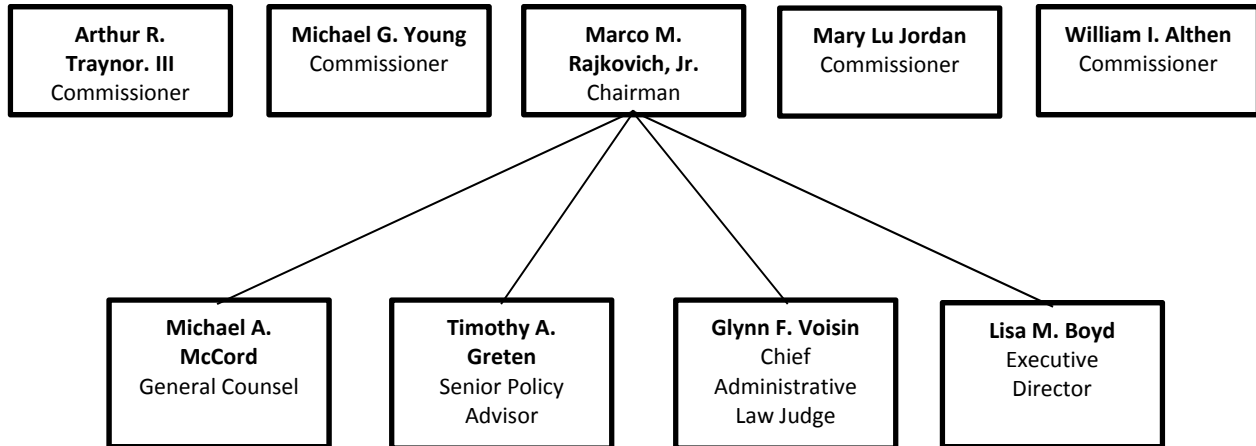 Arthur R.
Traynor. III
Commissioner
Michael G. Young
Commissioner
Marco M.
Rajkovich, Jr.
Chairman
Mary Lu Jordan
Commissioner
William I. Althen
Commissioner
Michael A.
McCord
General Counsel
Timothy A.
Greten
Senior Policy
Advisor
Glynn F. Voisin
Chief
Administrative
Law Judge
Lisa M. Boyd
Executive
Director